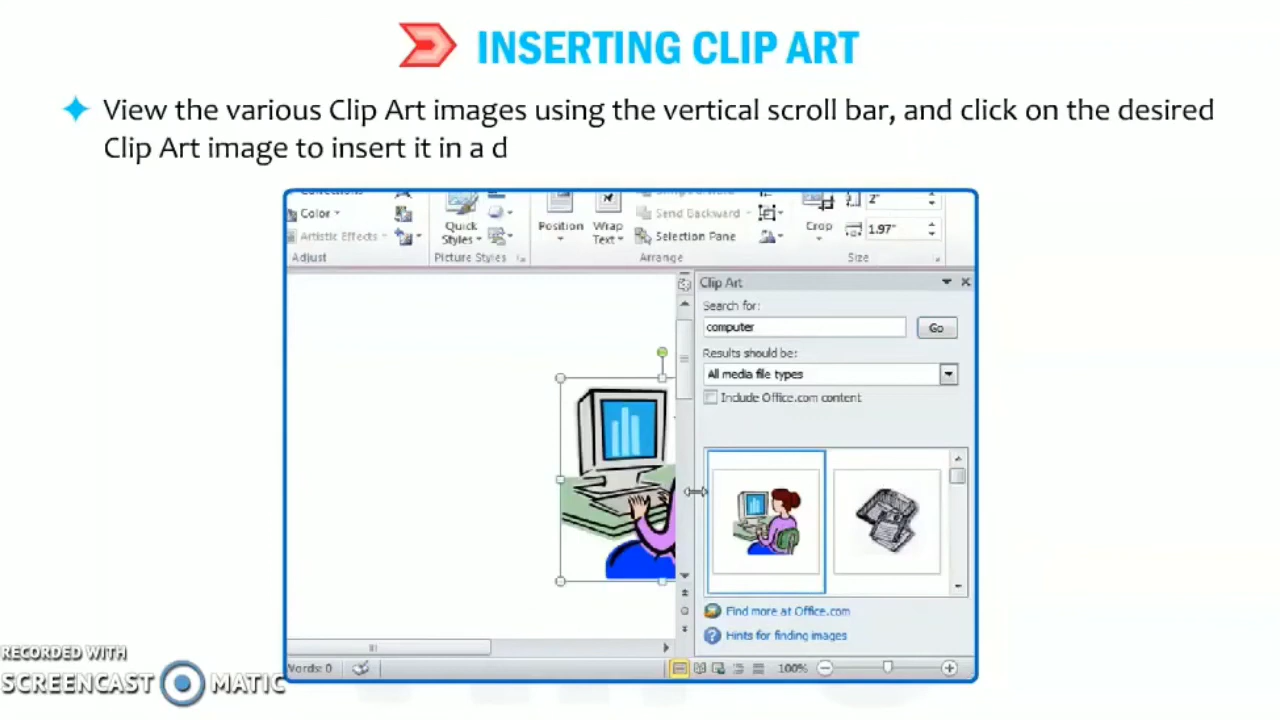 INSERTING CLIP ART
View the various Clip Art images using the vertical scroll bar, and click on the desired
Clip Art image to insert it in a d
Color
Send Backward
2"
Artistic Effects
Quick
Styles
Position
Wrap
Text
Selection Pane
Crop
1.97"
Adjust
Picture Styles
Arrange
Size
Clip Art
Search for:
computer
Go
Results should be:
All media file types
Include Office.com content
Find more at Office.com
Hints for finding images
Words: 0
100%
RECORDED WITH
SCREENCAST MATIC